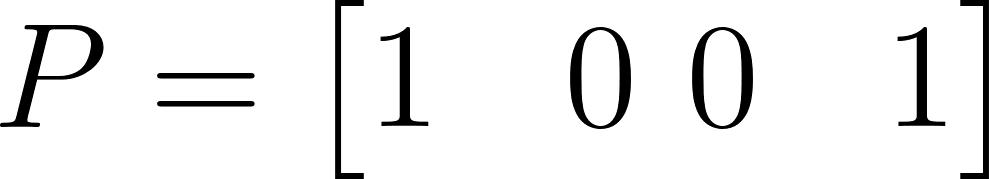 P = [1 0 0 1]